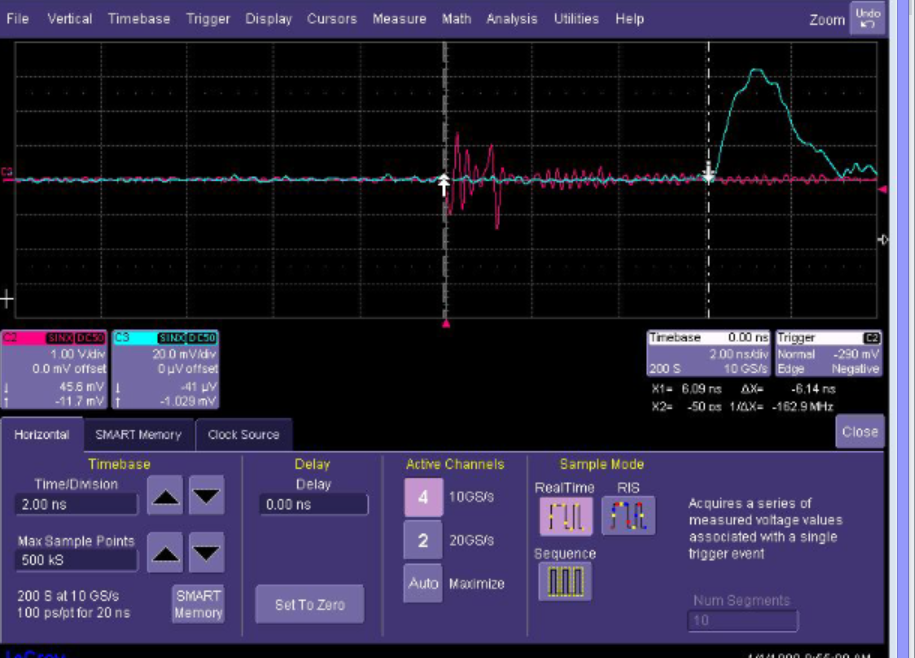 File Vertical Timebase Trigger Display Cursors Measure Math Analysis Utilities Help Zoom Undo
C3
C2 SINX DC50 C3 SINX DC50
1.00 V/div 20.0 mV/div
0.0 mV offset 0 µV offset
45.6 mV -41 µV
-11.7 mV -1.029 mV
Timebase 0.00 ns Trigger C2
2.00 ns/div Normal -290 mV
200 S 10 GS/s Edge Negative
X1= 6.09 ns ΔX= -6.14 ns
X2= -50 ps 1/ΔX= -162.9 MHz
Horizontal SMART Memory Clock Source Close
Timebase Delay Active Channels Sample Mode
Time/Division
2.00 ns
Max Sample Points
500 kS
200 S at 10 GS/s
100 ps/pt for 20 ns
SMART
Memory
Delay
0.00 ns
Set To Zero
4 10GS/s
2 20GS/s
Auto Maximize
RealTime RIS
Sequence
Acquires a series of
measured voltage values
associated with a single
trigger event
Num Segments
10